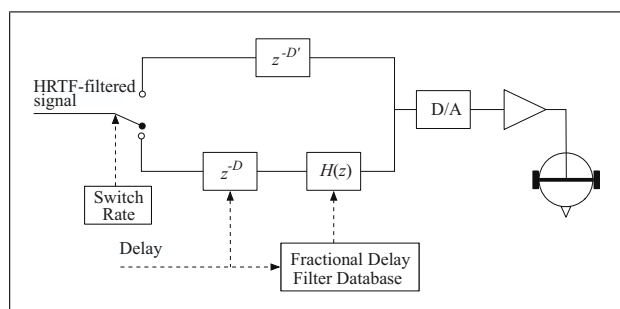 HRTF-filtered
signal
z^{-D'}
D/A
z^{-D}
H(z)
Switch
Rate
Delay
Fractional Delay
Filter Database